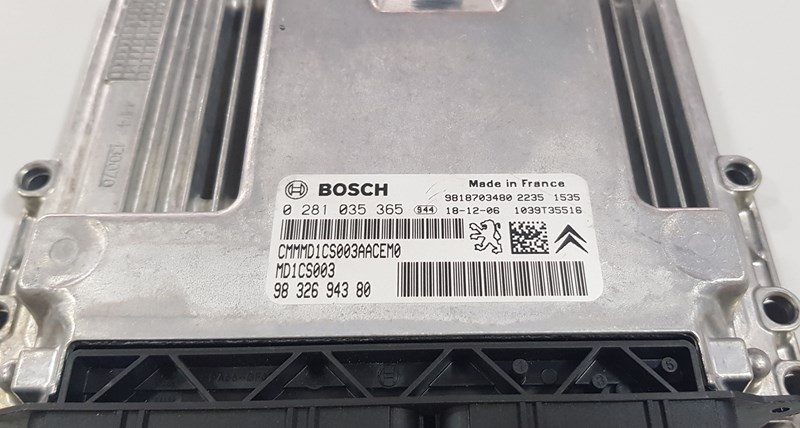 BOSCH Made in France
9818703480 2235 1535
0 281 035 365 S44 18-12-06 1039T35516
CMMMD1CS003AACEM0
MD1CS003
98 326 943 80